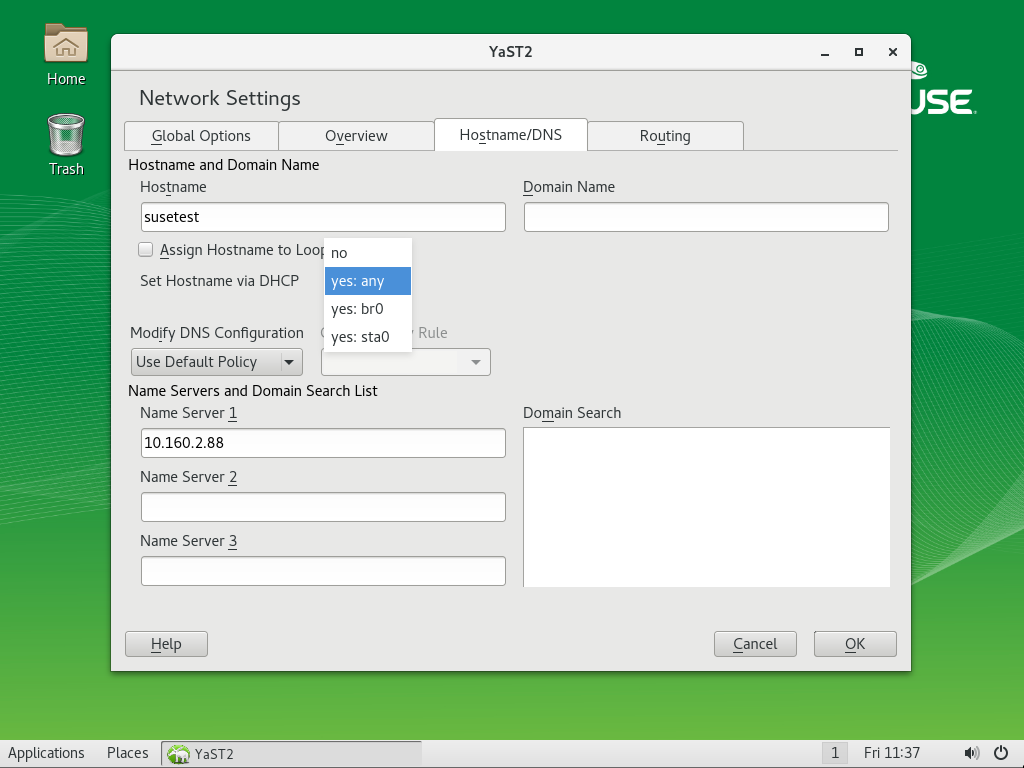 Home
Trash
USE
YaST2
Network Settings
Global Options Overview Hostname/DNS Routing
Hostname and Domain Name
Hostname Domain Name
susetest
Assign Hostname to Loop
Set Hostname via DHCP
no
yes: any
yes: br0
yes: sta0
Modify DNS Configuration Rule
Use Default Policy
Name Servers and Domain Search List
Name Server 1 Domain Search
10.160.2.88
Name Server 2
Name Server 3
Help Cancel OK
Applications Places YaST2 1 Fri 11:37